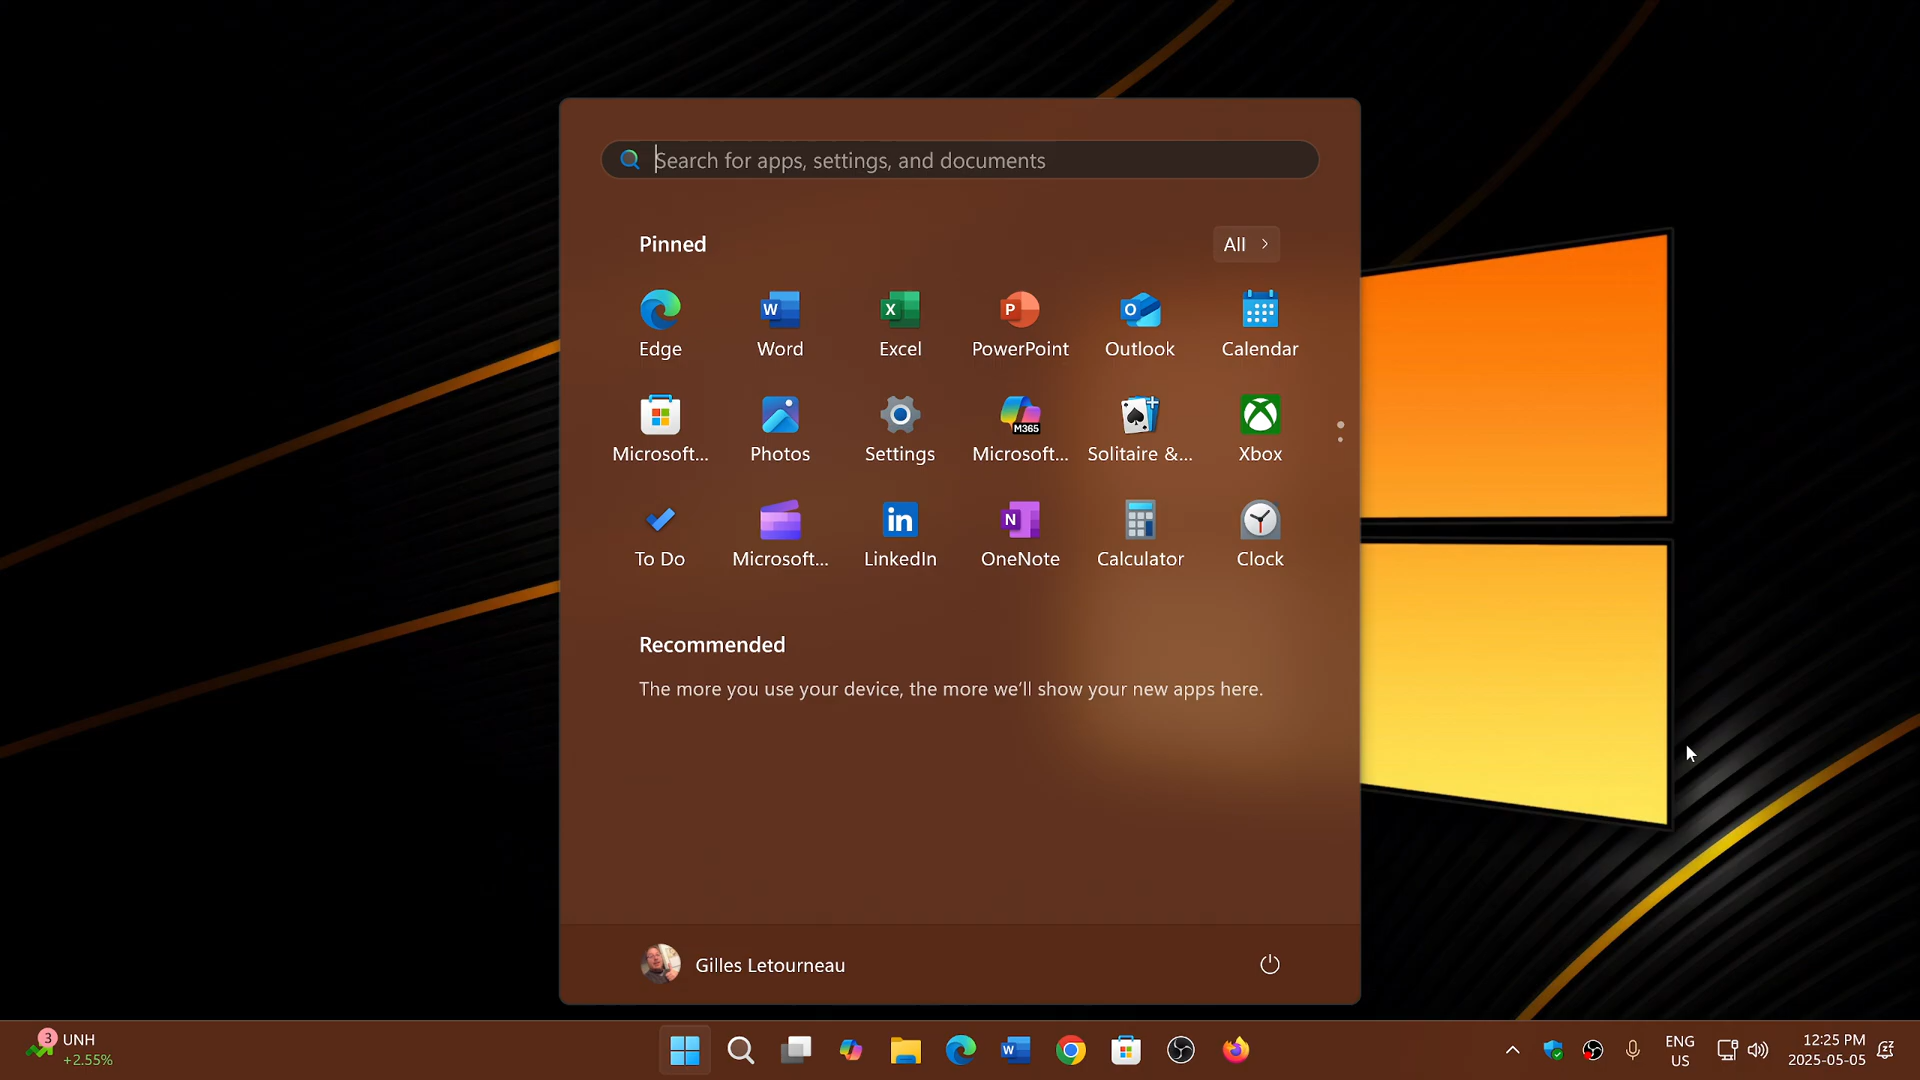 Search for apps, settings, and documents
Pinned
All
Edge
Word
Excel
PowerPoint
Outlook
Calendar
Microsoft...
Photos
Settings
M365
Microsoft...
Solitaire &...
Xbox
To Do
Microsoft...
LinkedIn
OneNote
Calculator
Clock
Recommended
The more you use your device, the more we'll show your new apps here.
Gilles Letourneau
3
UNH
+2.55%
ENG
US
12:25 PM
2025-05-05